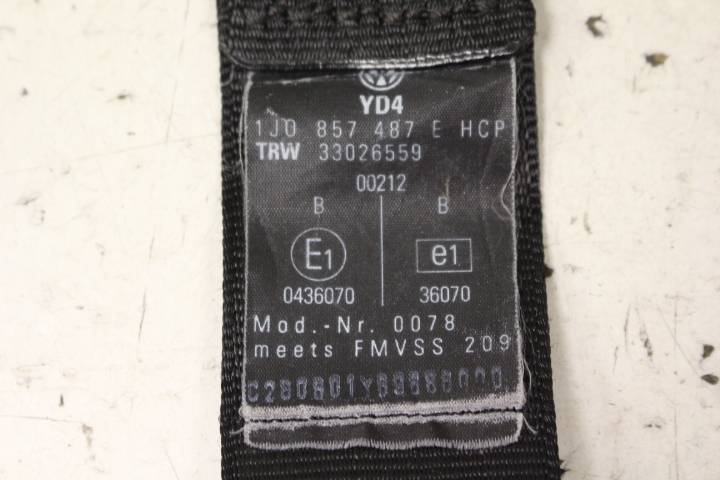 YD4
1J0 857 487 E HCP
TRW 33026559
00212
B B
E1 e1
0436070 36070
Mod.-Nr. 0078
meets FMVSS 209